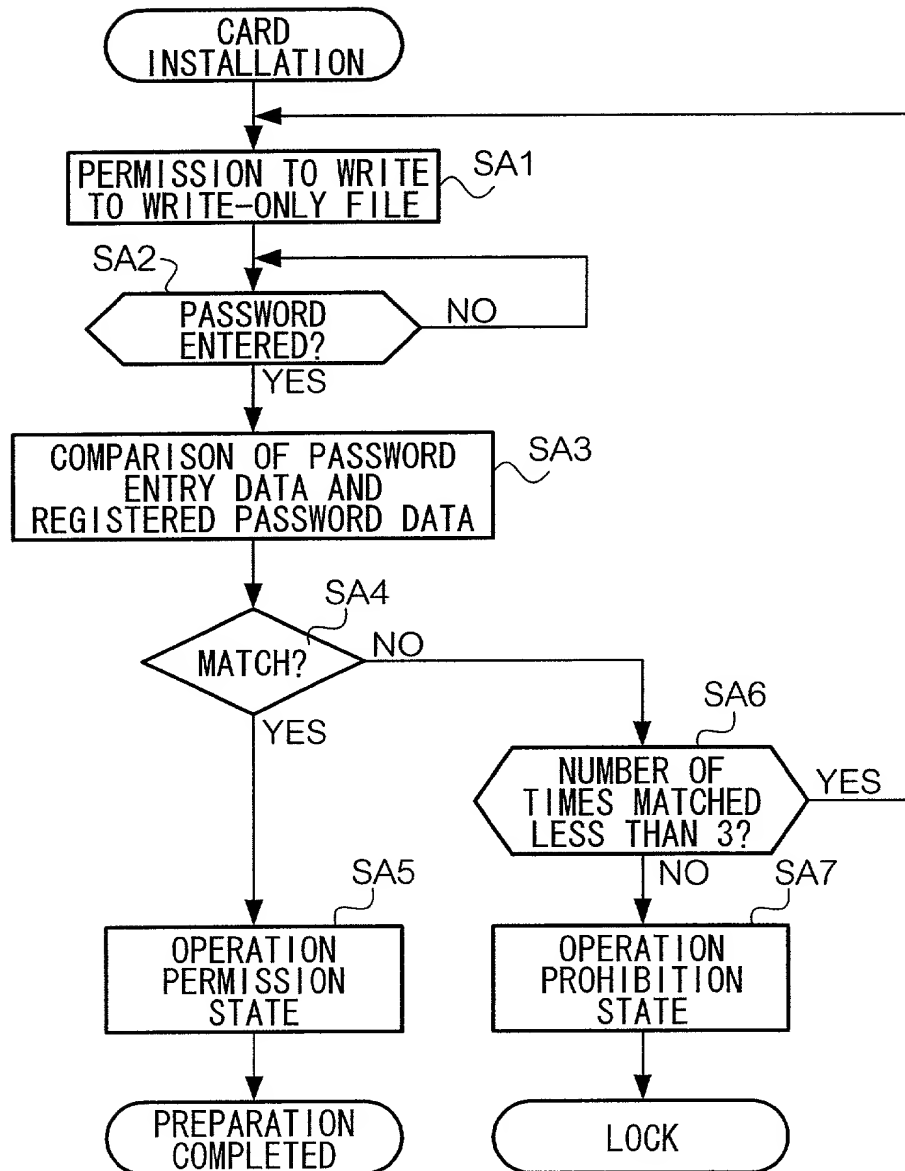 CARD
INSTALLATION
PERMISSION TO WRITE
TO WRITE-ONLY FILE
SA1
SA2
PASSWORD
ENTERED?
NO
YES
COMPARISON OF PASSWORD
ENTRY DATA AND
REGISTERED PASSWORD DATA
SA3
SA4
MATCH?
NO
YES
SA6
NUMBER OF
TIMES MATCHED
LESS THAN 3?
YES
NO
SA5
OPERATION
PERMISSION
STATE
SA7
OPERATION
PROHIBITION
STATE
PREPARATION
COMPLETED
LOCK